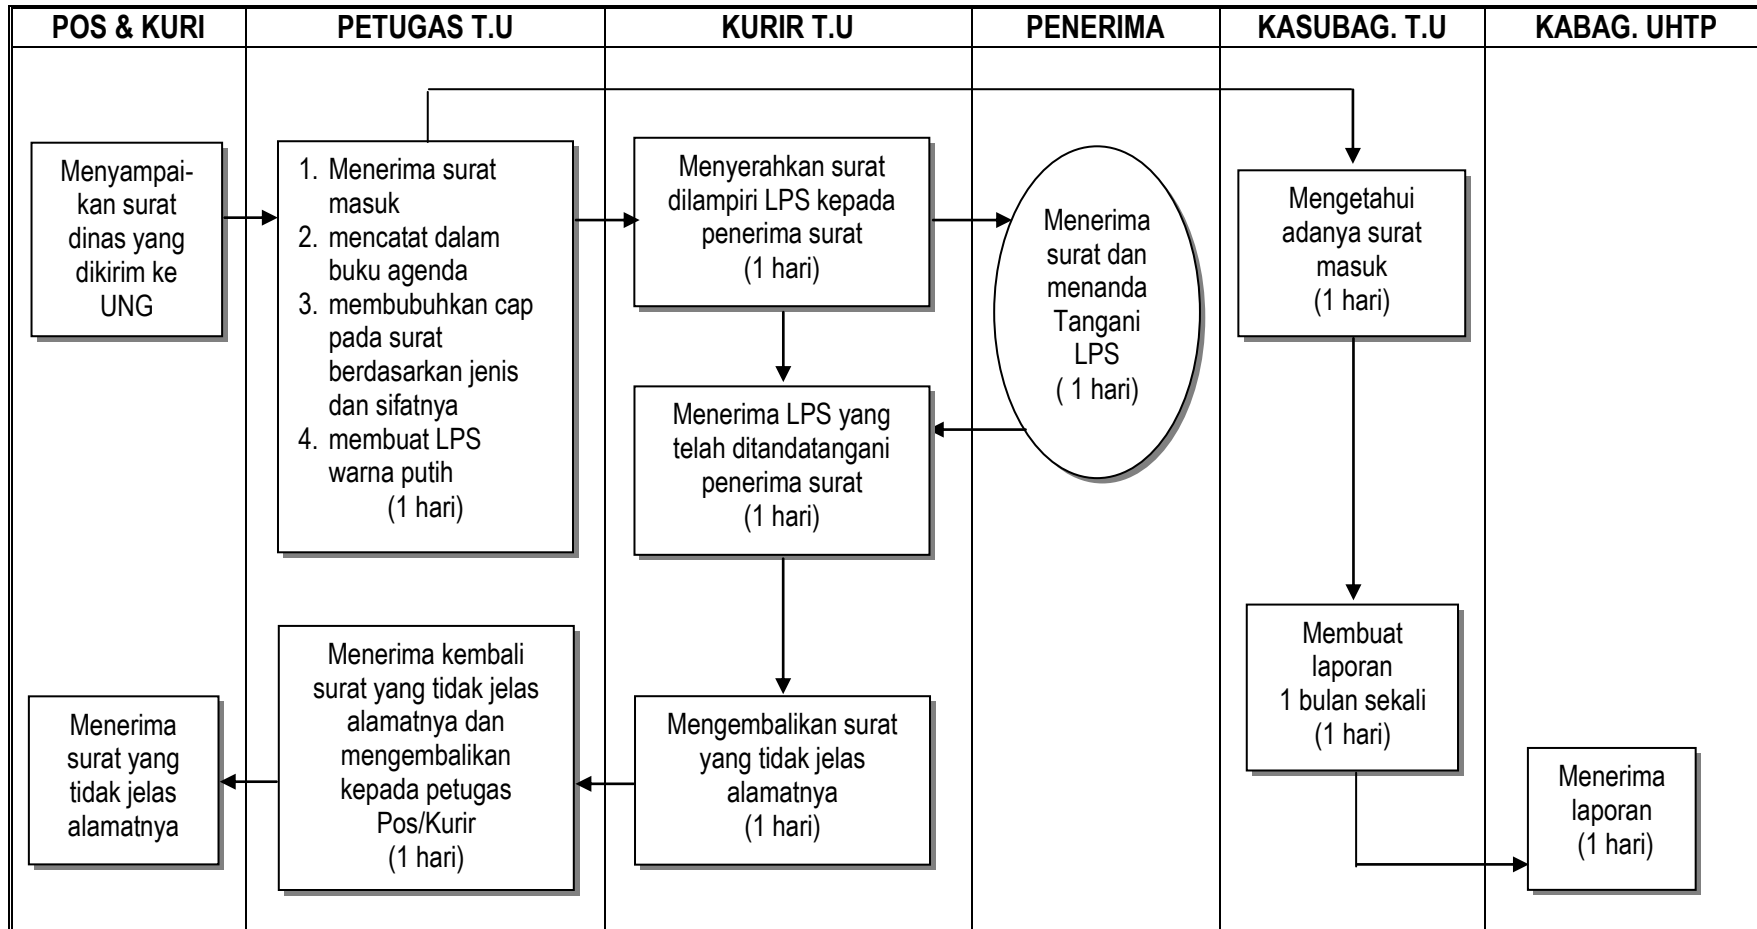 POS & KURI
PETUGAS T.U
KURIR T.U
PENERIMA
KASUBAG. T.U
KABAG. UHTP
Menyampai-
kan surat
dinas yang
dikirim ke
UNG
1. Menerima surat
masuk
2. mencatat dalam
buku agenda
3. membubuhkan cap
pada surat
berdasarkan jenis
dan sifatnya
4. membuat LPS
warna putih
(1 hari)
Menyerahkan surat
dilampiri LPS kepada
penerima surat
(1 hari)
Menerima
surat dan
menanda
Tangani
LPS
( 1 hari)
Mengetahui
adanya surat
masuk
(1 hari)
Menerima LPS yang
telah ditandatangani
penerima surat
(1 hari)
Menerima
surat yang
tidak jelas
alamatnya
Menerima kembali
surat yang tidak jelas
alamatnya dan
mengembalikan
kepada petugas
Pos/Kurir
(1 hari)
Mengembalikan surat
yang tidak jelas
alamatnya
(1 hari)
Membuat
laporan
1 bulan sekali
(1 hari)
Menerima
laporan
(1 hari)